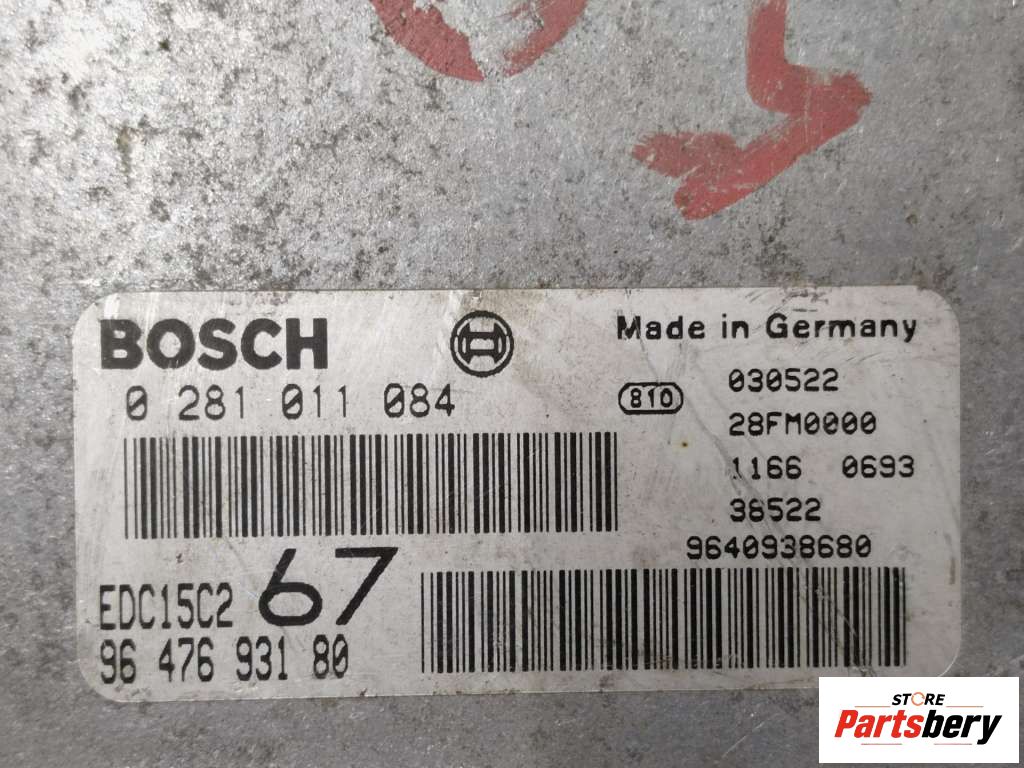 BOSCH
Made in Germany
0 281 011 084
810
030522
28FM0000
1166 0693
38522
9640938680
EDC15C2
67
96 476 931 80
STORE
Partsbery